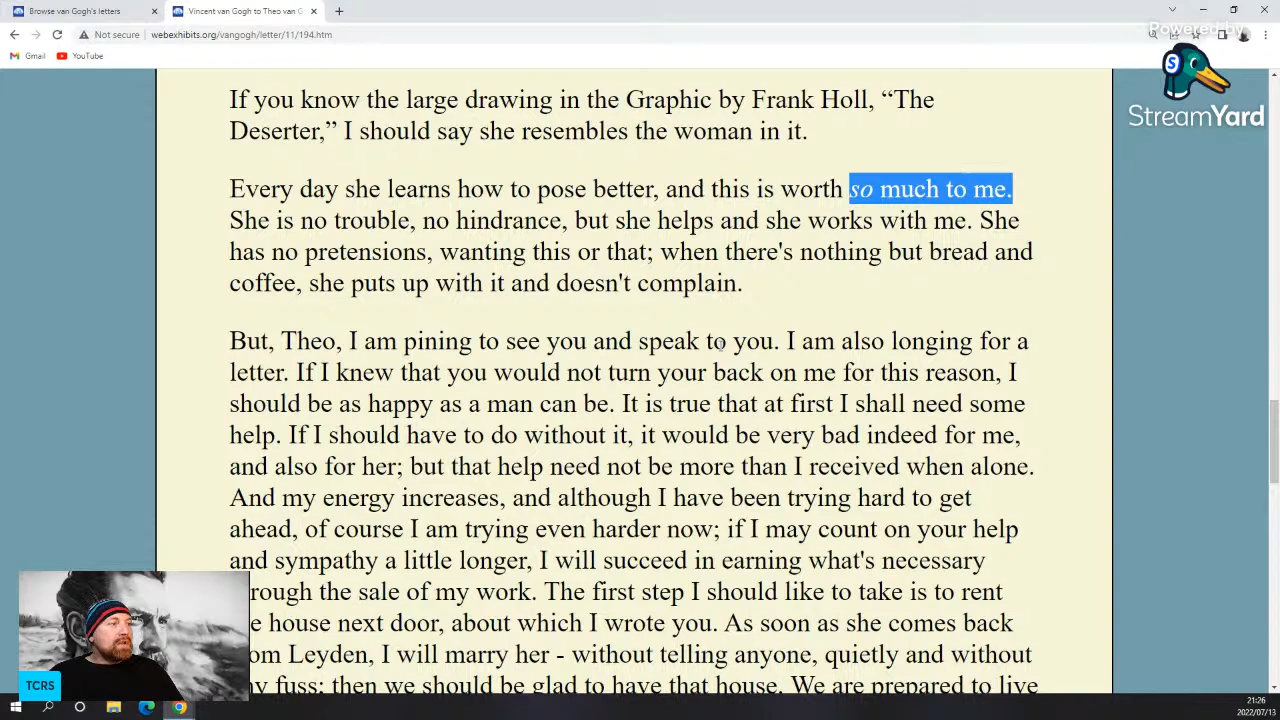 Browse van Gogh's letters
Vincent van Gogh to Theo van G
Not secure
webexhibits.org/vangogh/letter/11/194.htm
Powered by
Gmail
YouTube
S
StreamYard
If you know the large drawing in the Graphic by Frank Holl, “The
Deserter,” I should say she resembles the woman in it.
Every day she learns how to pose better, and this is worth so much to me.
She is no trouble, no hindrance, but she helps and she works with me. She
has no pretensions, wanting this or that; when there's nothing but bread and
coffee, she puts up with it and doesn't complain.
But, Theo, I am pining to see you and speak to you. I am also longing for a
letter. If I knew that you would not turn your back on me for this reason, I
should be as happy as a man can be. It is true that at first I shall need some
help. If I should have to do without it, it would be very bad indeed for me,
and also for her; but that help need not be more than I received when alone.
And my energy increases, and although I have been trying hard to get
ahead, of course I am trying even harder now; if I may count on your help
and sympathy a little longer, I will succeed in earning what's necessary
rough the sale of my work. The first step I should like to take is to rent
e house next door, about which I wrote you. As soon as she comes back
om Leyden, I will marry her - without telling anyone, quietly and without
ny fuss; then we should be glad to have that house. We are prepared to live
TCRS
21:26
2022/07/13